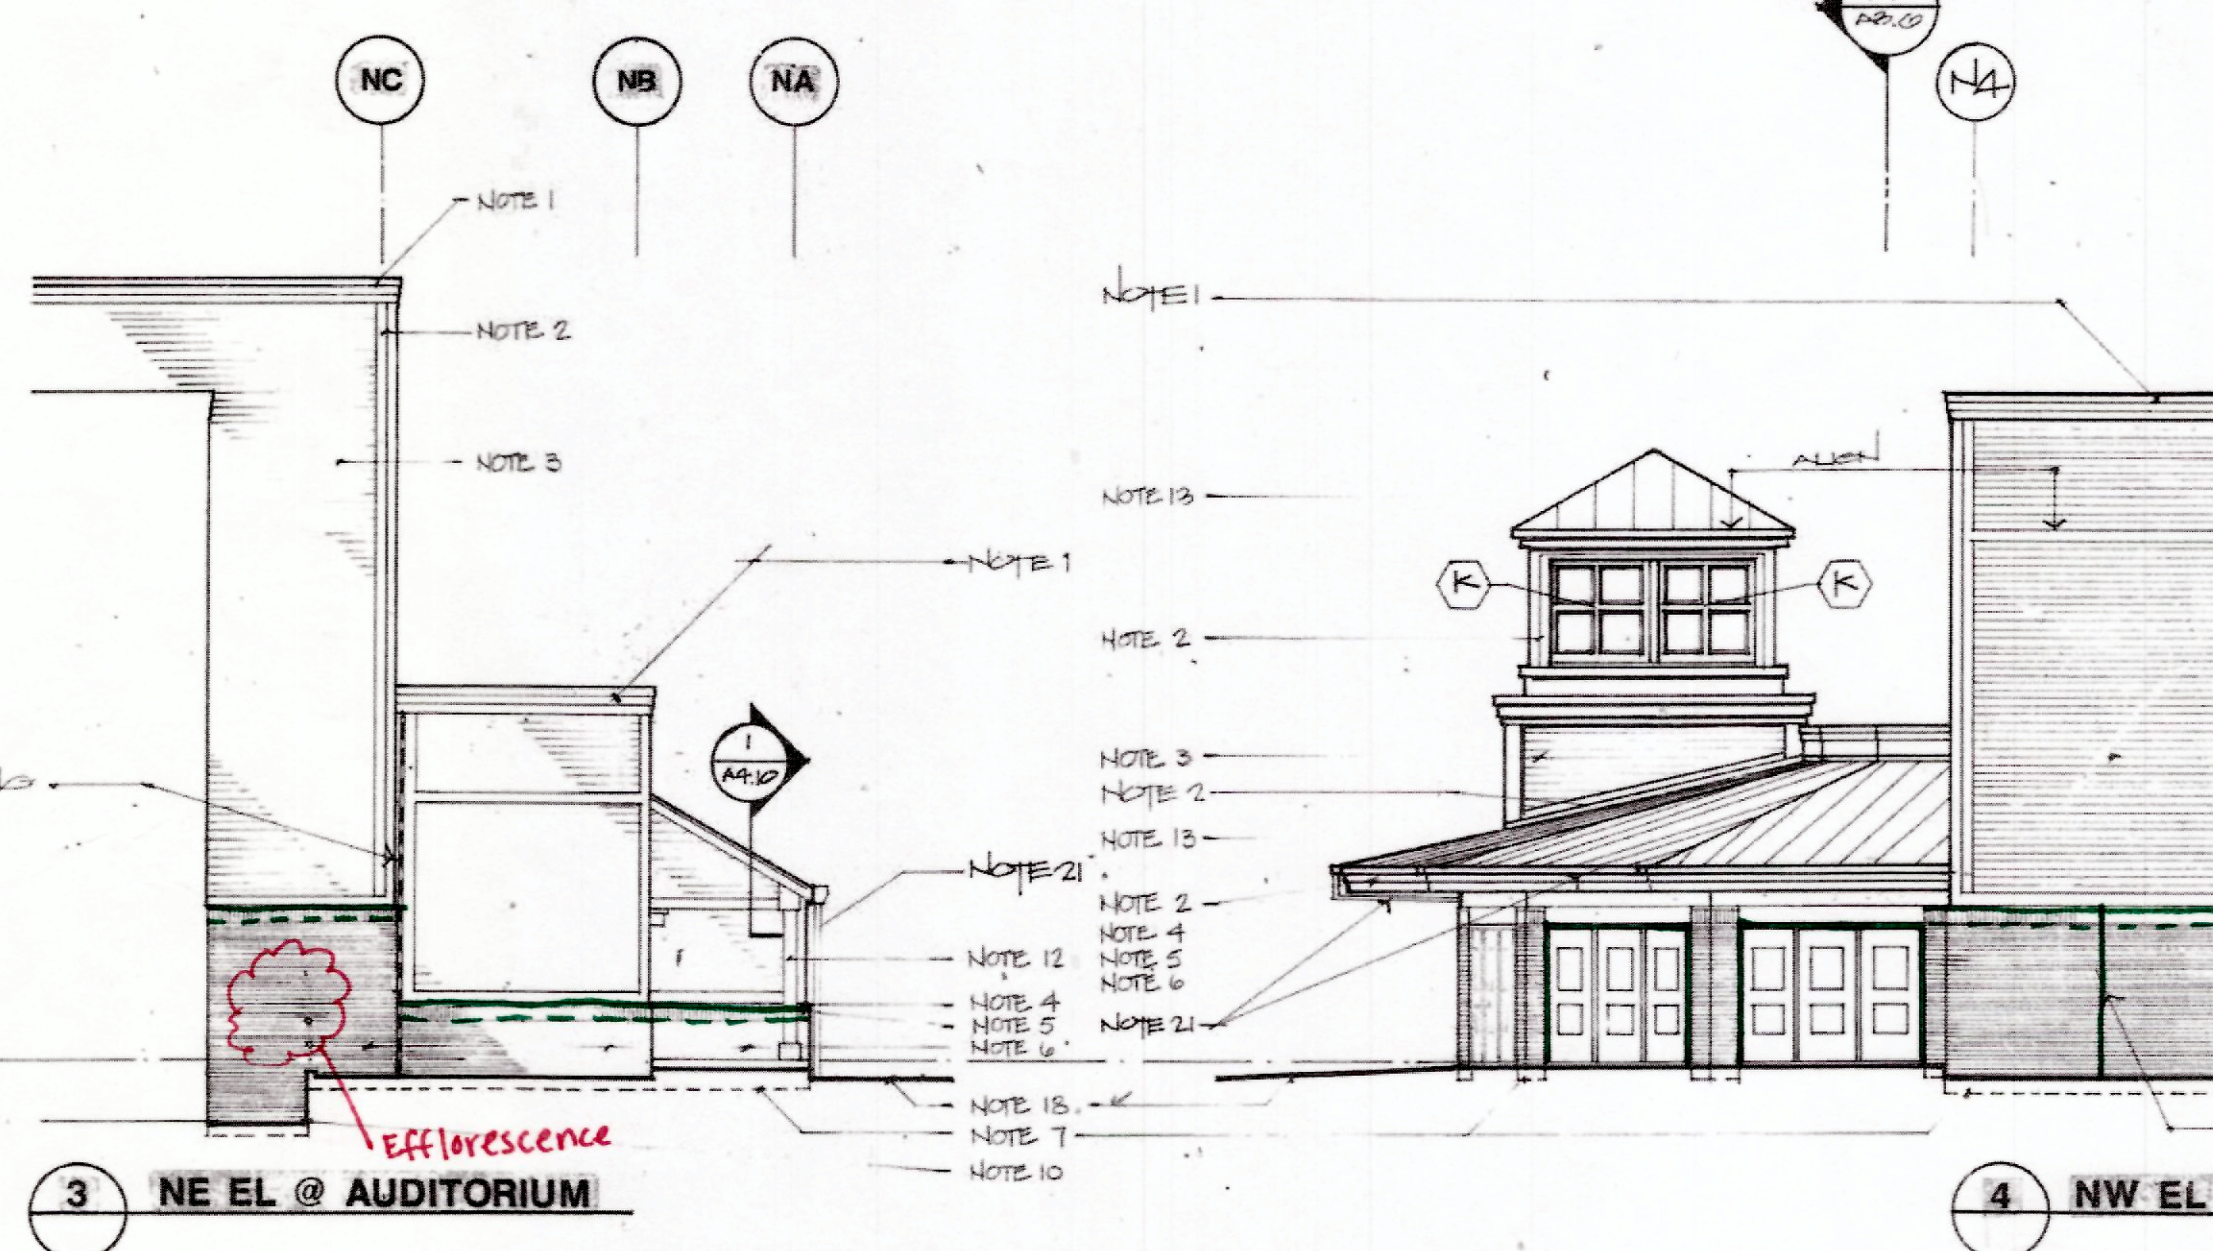 A3.0
NC
NB
NA
N4
NOTE 1
NOTE 2
NOTE 3
NOTE 1
1
A4.10
NOTE 21
NOTE 12
NOTE 4
NOTE 5
NOTE 6
NOTE 18
NOTE 7
NOTE 10
Efflorescence
3
NE EL @ AUDITORIUM
NOTE 1
ALIGN
NOTE 13
K
K
NOTE 2
NOTE 3
NOTE 2
NOTE 13
NOTE 2
NOTE 4
NOTE 5
NOTE 6
NOTE 21
4
NW EL